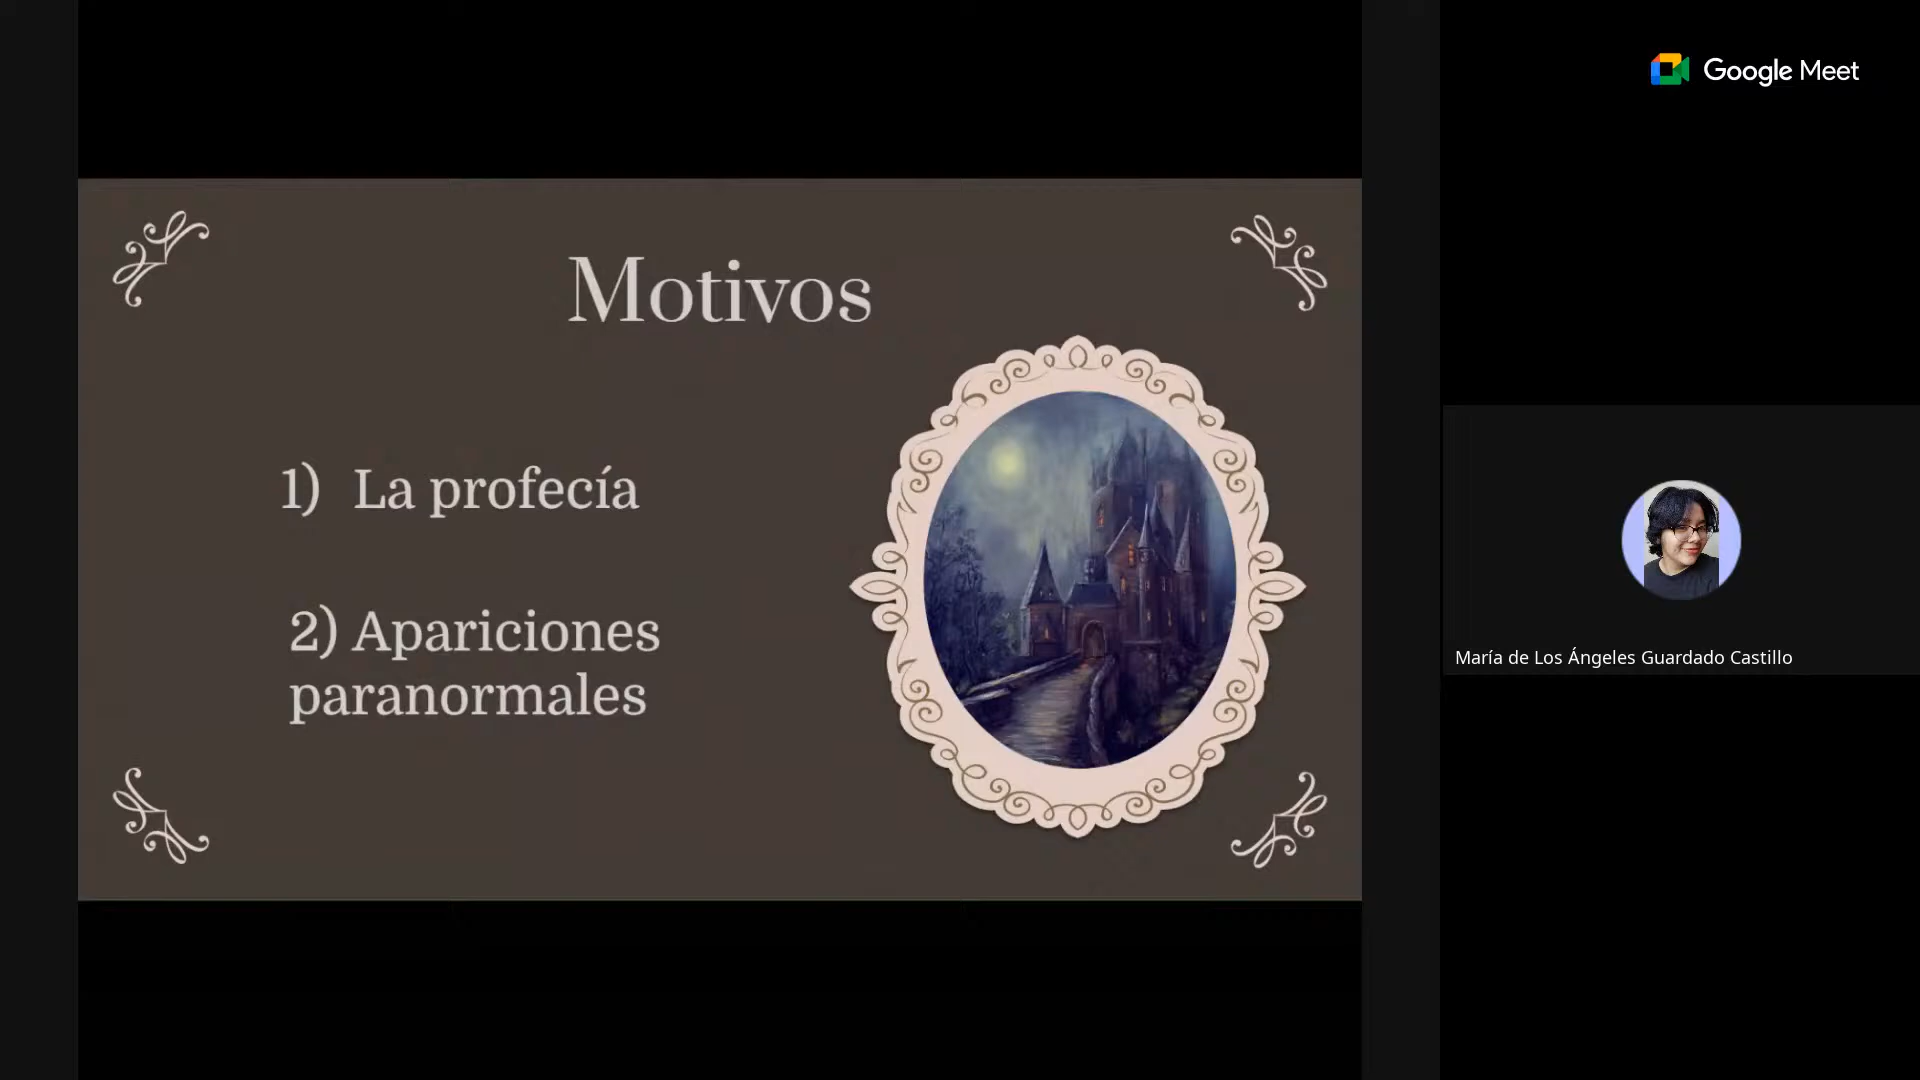 Google Meet
Motivos
1) La profecía
2) Apariciones
paranormales
María de Los Ángeles Guardado Castillo